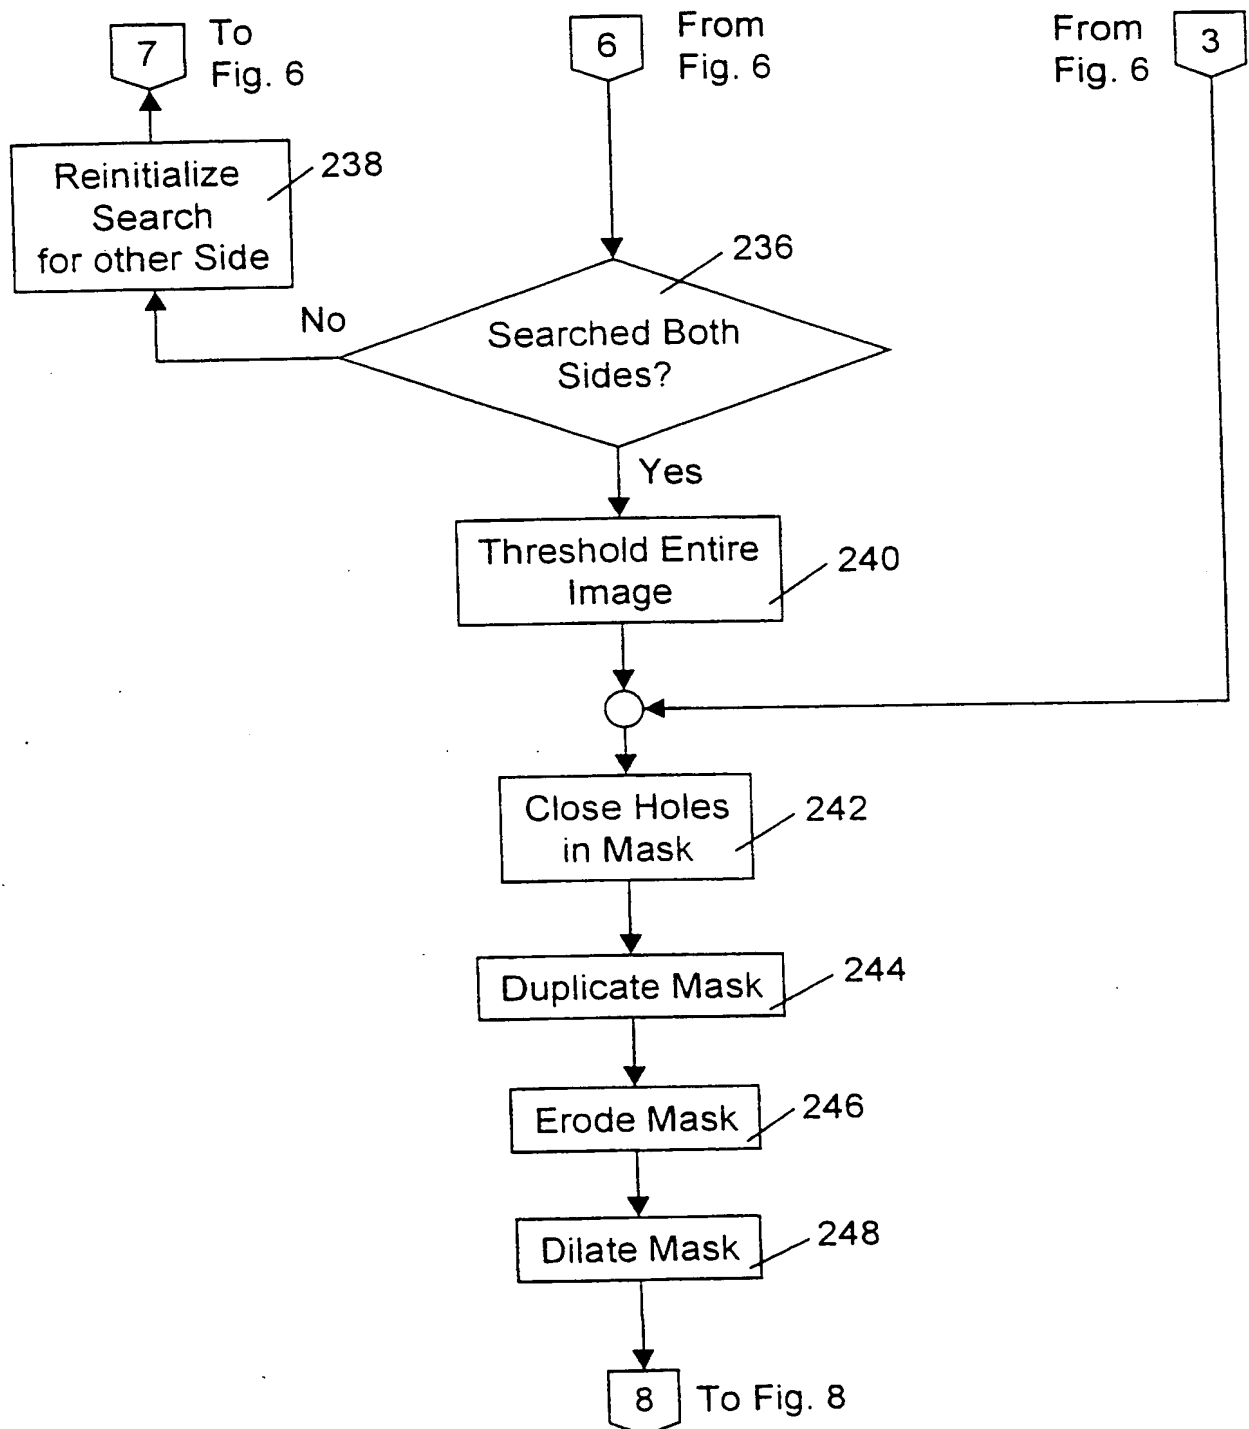 7
To
Fig. 6
6
From
Fig. 6
From
Fig. 6
3
Reinitialize
Search
for other Side
238
236
No
Searched Both
Sides?
Yes
Threshold Entire
Image
240
Close Holes
in Mask
242
Duplicate Mask
244
Erode Mask
246
Dilate Mask
248
8
To Fig. 8